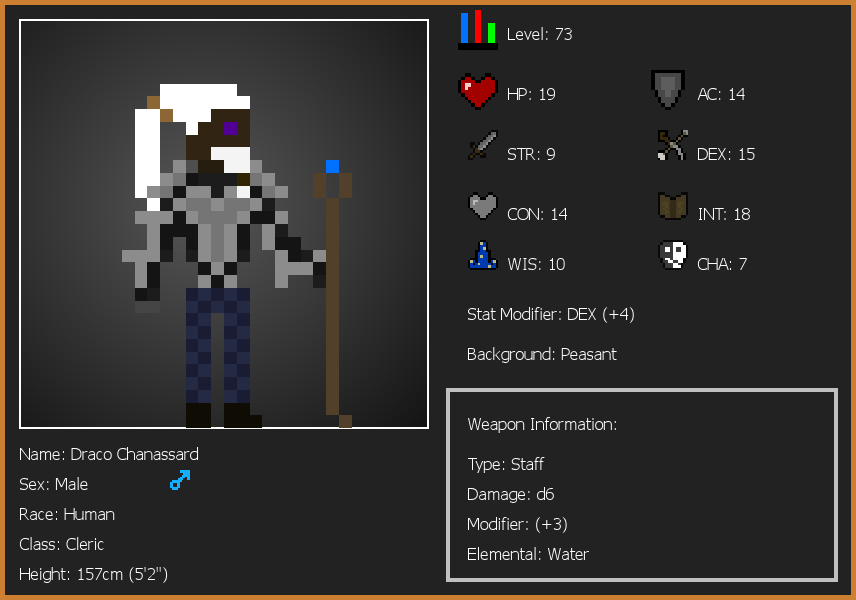 Level: 73
HP: 19
AC: 14
STR: 9
DEX: 15
CON: 14
INT: 18
WIS: 10
CHA: 7
Stat Modifier: DEX (+4)
Background: Peasant
Weapon Information:
Type: Staff
Damage: d6
Modifier: (+3)
Elemental: Water
Name: Draco Chanassard
Sex: Male
Race: Human
Class: Cleric
Height: 157cm (5'2")